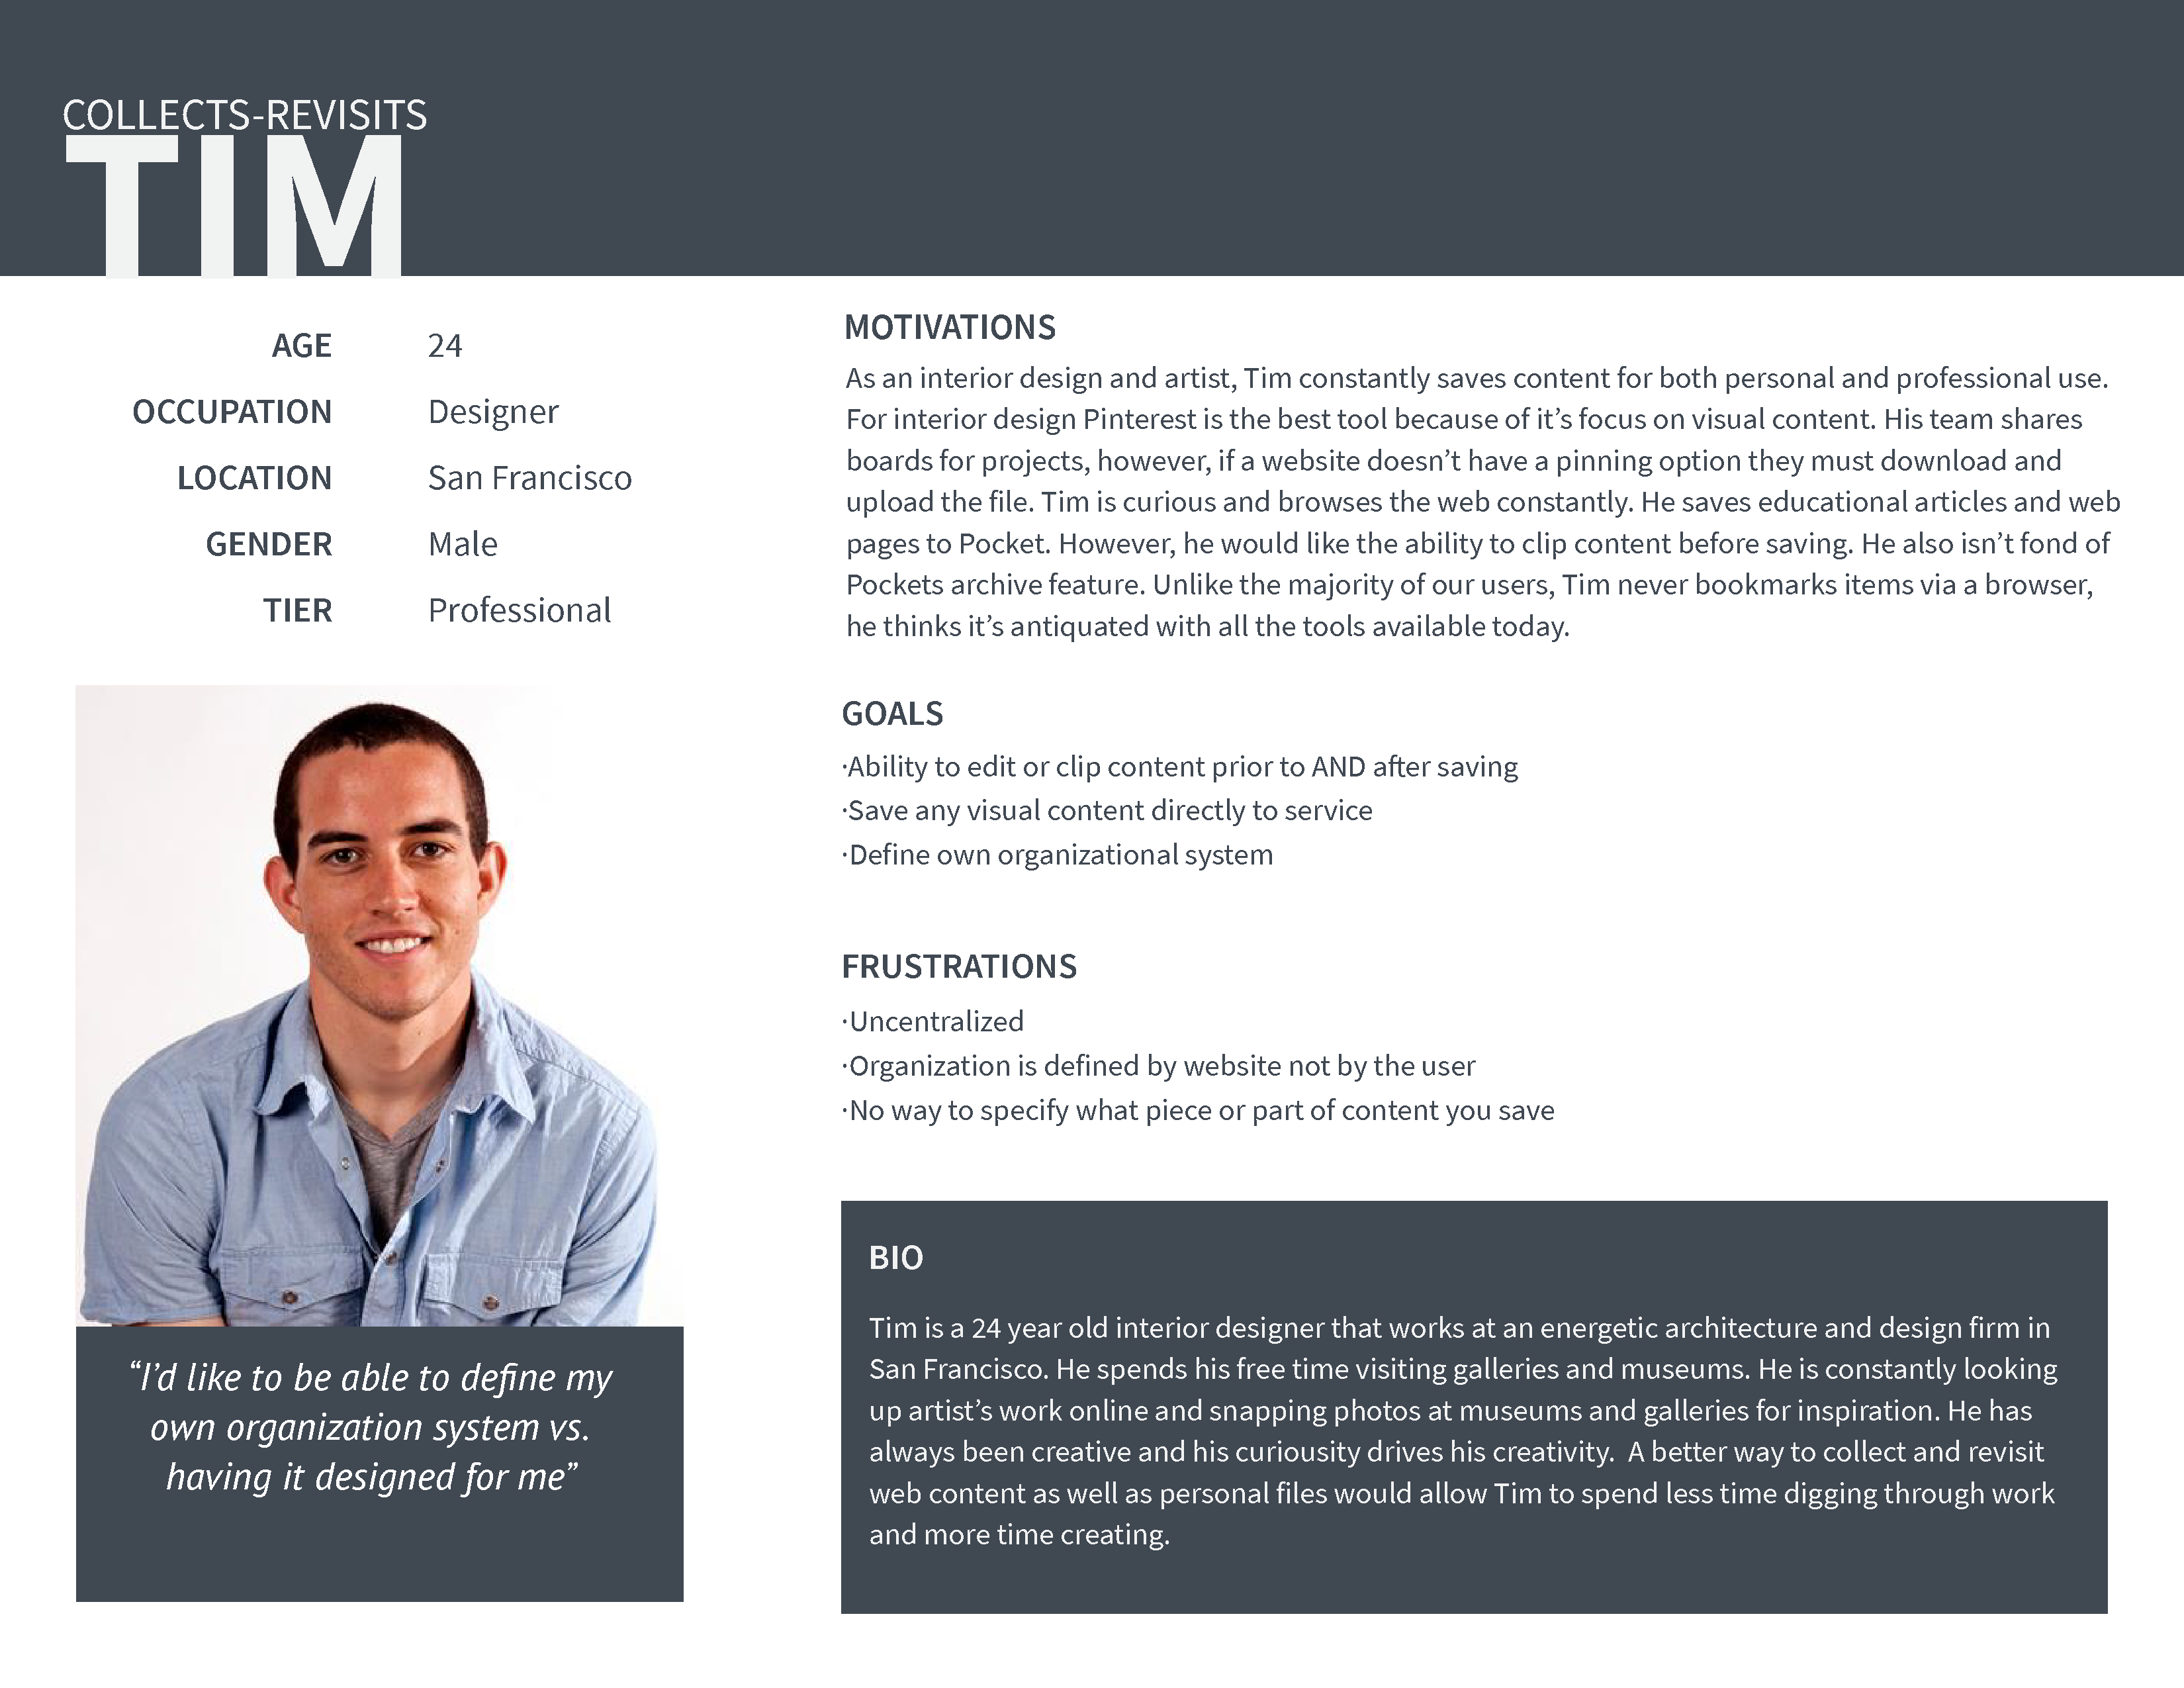 COLLECTS-REVISITS
TIM
AGE 24
OCCUPATION Designer
LOCATION San Francisco
GENDER Male
TIER Professional
“I’d like to be able to define my
own organization system vs.
having it designed for me”
MOTIVATIONS
As an interior design and artist, Tim constantly saves content for both personal and professional use.
For interior design Pinterest is the best tool because of it’s focus on visual content. His team shares
boards for projects, however, if a website doesn’t have a pinning option they must download and
upload the file. Tim is curious and browses the web constantly. He saves educational articles and web
pages to Pocket. However, he would like the ability to clip content before saving. He also isn’t fond of
Pockets archive feature. Unlike the majority of our users, Tim never bookmarks items via a browser,
he thinks it’s antiquated with all the tools available today.
GOALS
·Ability to edit or clip content prior to AND after saving
·Save any visual content directly to service
·Define own organizational system
FRUSTRATIONS
·Uncentralized
·Organization is defined by website not by the user
·No way to specify what piece or part of content you save
BIO
Tim is a 24 year old interior designer that works at an energetic architecture and design firm in
San Francisco. He spends his free time visiting galleries and museums. He is constantly looking
up artist’s work online and snapping photos at museums and galleries for inspiration. He has
always been creative and his curiousity drives his creativity.  A better way to collect and revisit
web content as well as personal files would allow Tim to spend less time digging through work
and more time creating.